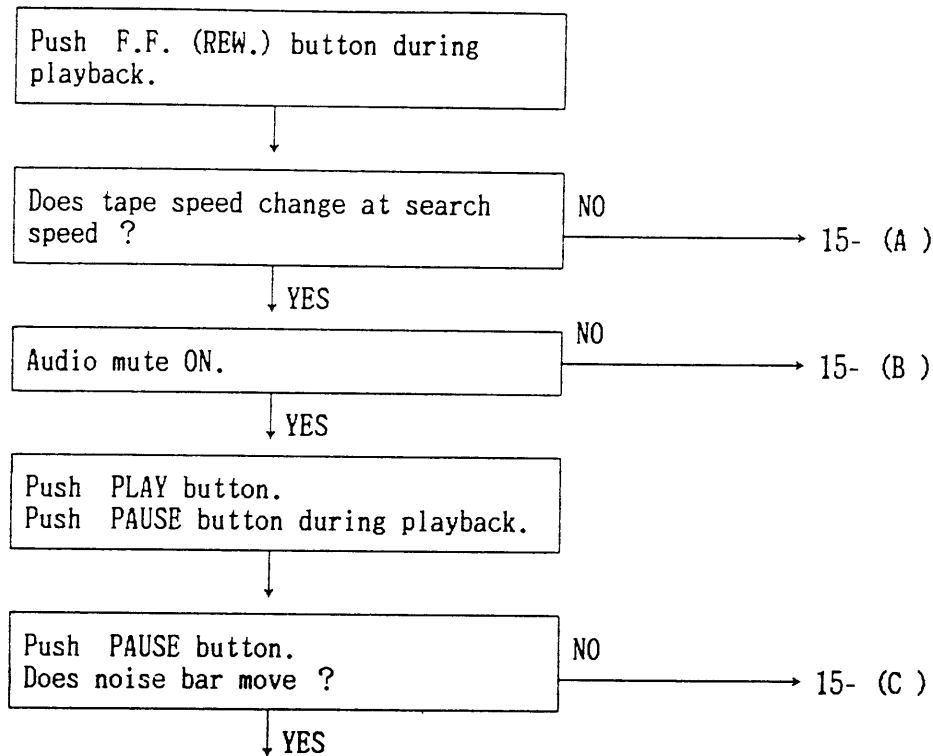 Push F.F. (REW.) button during
playback.
Does tape speed change at search
speed ?
NO
15- (A )
YES
Audio mute ON.
NO
15- (B )
YES
Push PLAY button.
Push PAUSE button during playback.
Push PAUSE button.
Does noise bar move ?
NO
15- (C )
YES